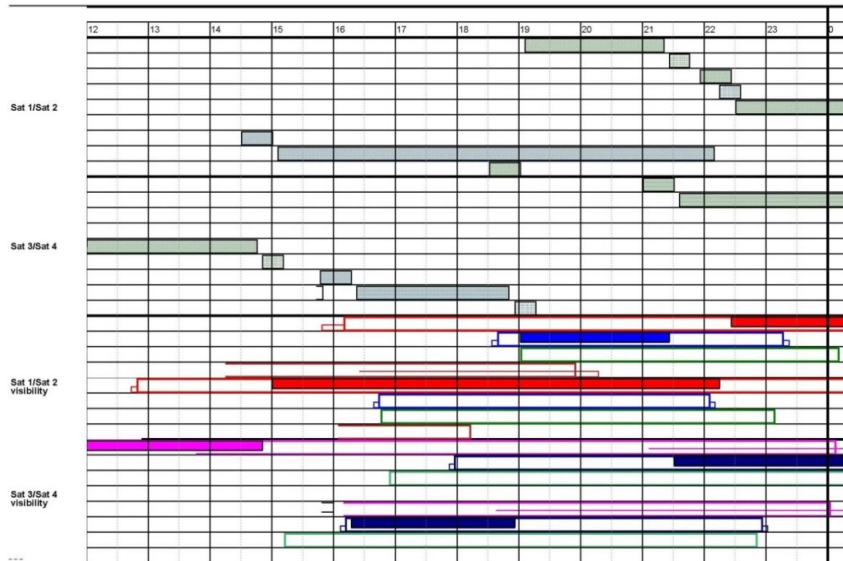 12 13 14 15 16 17 18 19 20 21 22 23 0
Sat 1/Sat 2
Sat 3/Sat 4
Sat 1/Sat 2
visibility
Sat 3/Sat 4
visibility
---